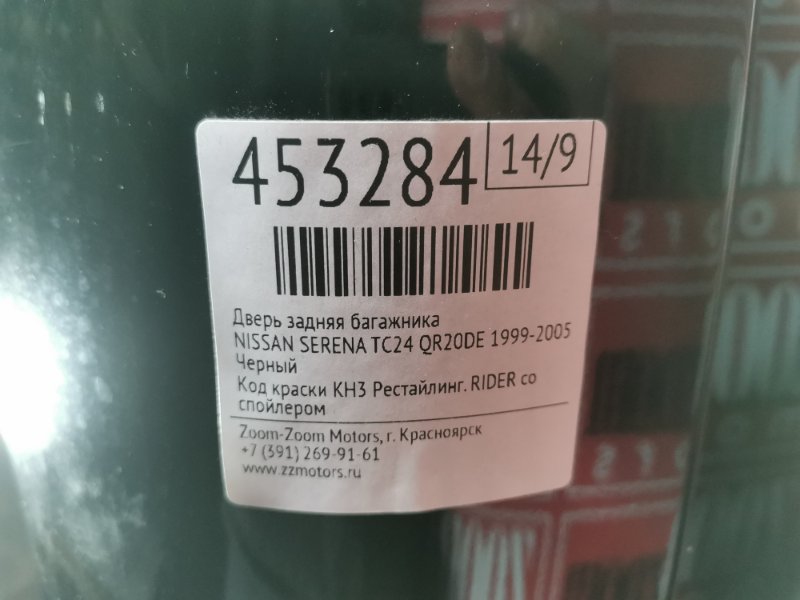 453284
14/9
Дверь задняя багажника
NISSAN SERENA TC24 QR20DE 1999-2005
Черный
Код краски KH3 Рестайлинг. RIDER со
спойлером
Zoom-Zoom Motors, г. Красноярск
+7 (391) 269-91-61
www.zzmotors.ru